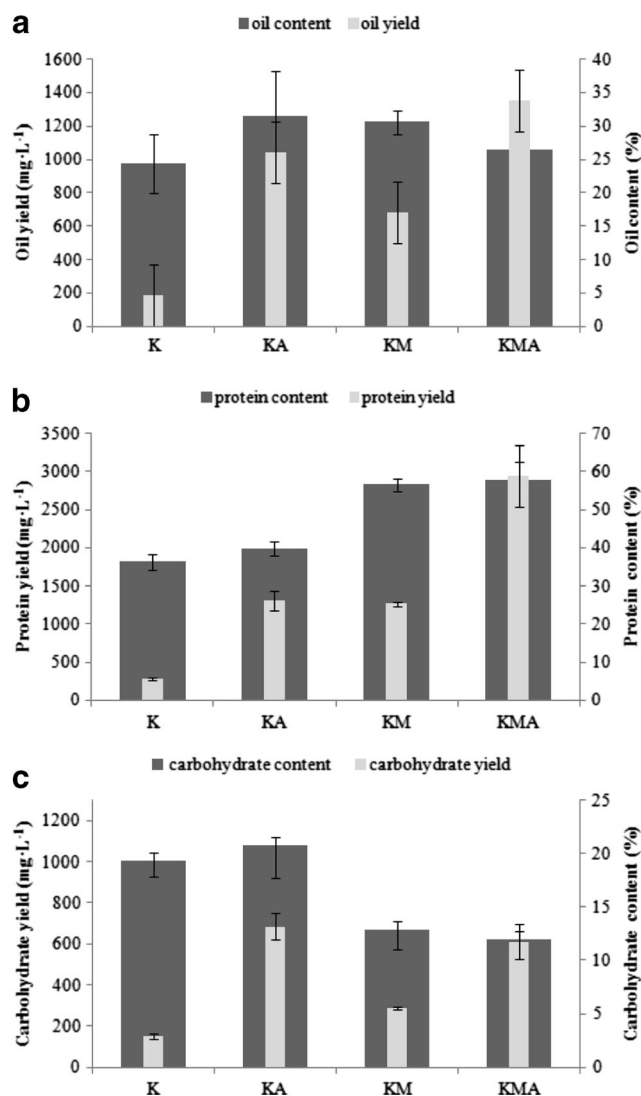 a
oil content oil yield
1600 40
1400 35
1200 30
1000 25
800 20
600 15
400 10
200 5
0 0
Oil yield (mg·L-1)
Oil content (%)
K KA KM KMA
b
protein content protein yield
3500 70
3000 60
2500 50
2000 40
1500 30
1000 20
500 10
0 0
Protein yield (mg·L-1)
Protein content (%)
K KA KM KMA
c
carbohydrate content carbohydrate yield
25
1200
20
1000
800 15
600
10
400
5
200
0 0
Carbohydrate yield (mg·L-1)
Carbohydrate content (%)
K KA KM KMA